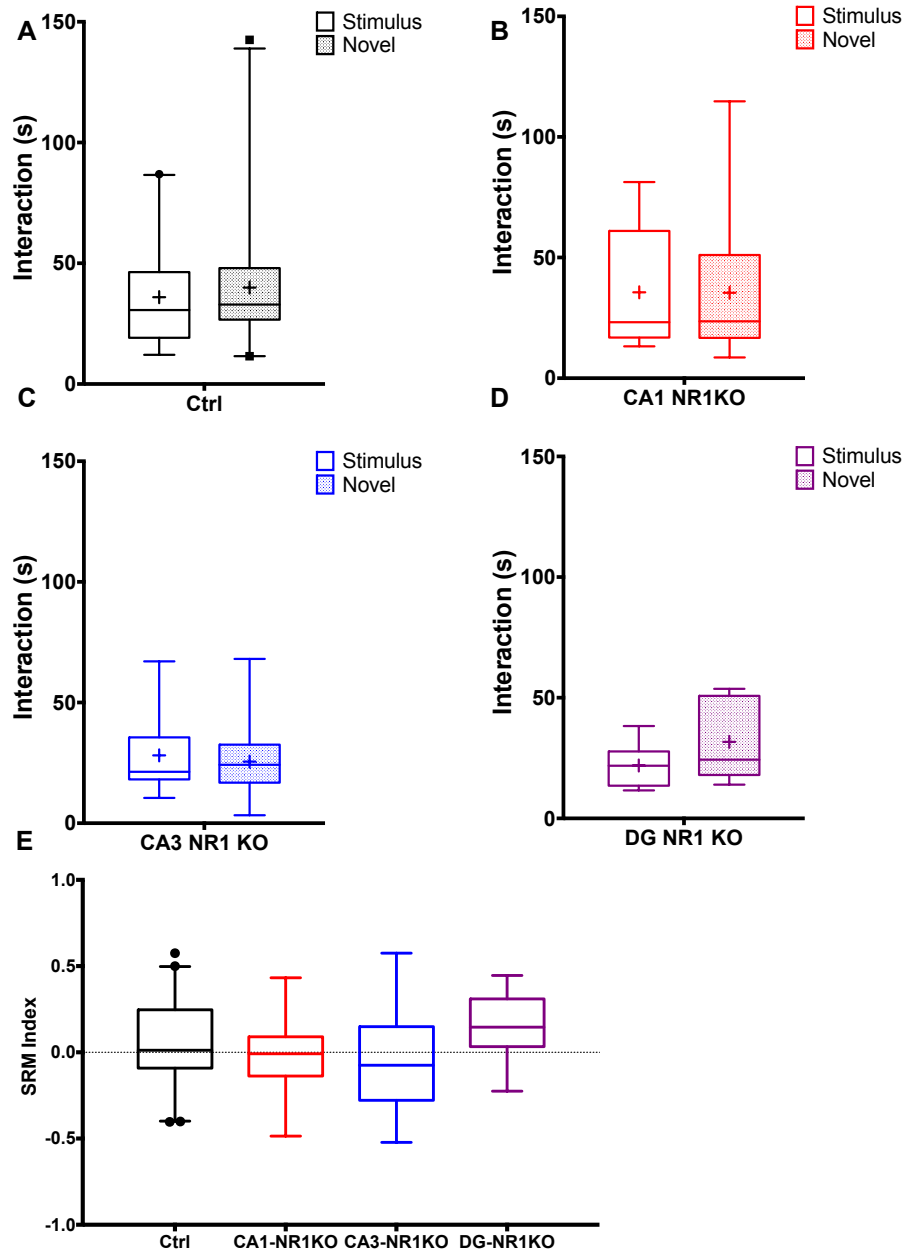 A
Stimulus
Novel
150
100
50
0
Interaction (s)
Ctrl
B
Stimulus
Novel
150
100
50
0
Interaction (s)
CA1 NR1KO
C
Stimulus
Novel
150
100
50
0
Interaction (s)
CA3 NR1 KO
D
Stimulus
Novel
150
100
50
0
Interaction (s)
DG NR1 KO
E
1.0
0.5
0.0
-0.5
-1.0
SRM Index
Ctrl CA1-NR1KO CA3-NR1KO DG-NR1KO